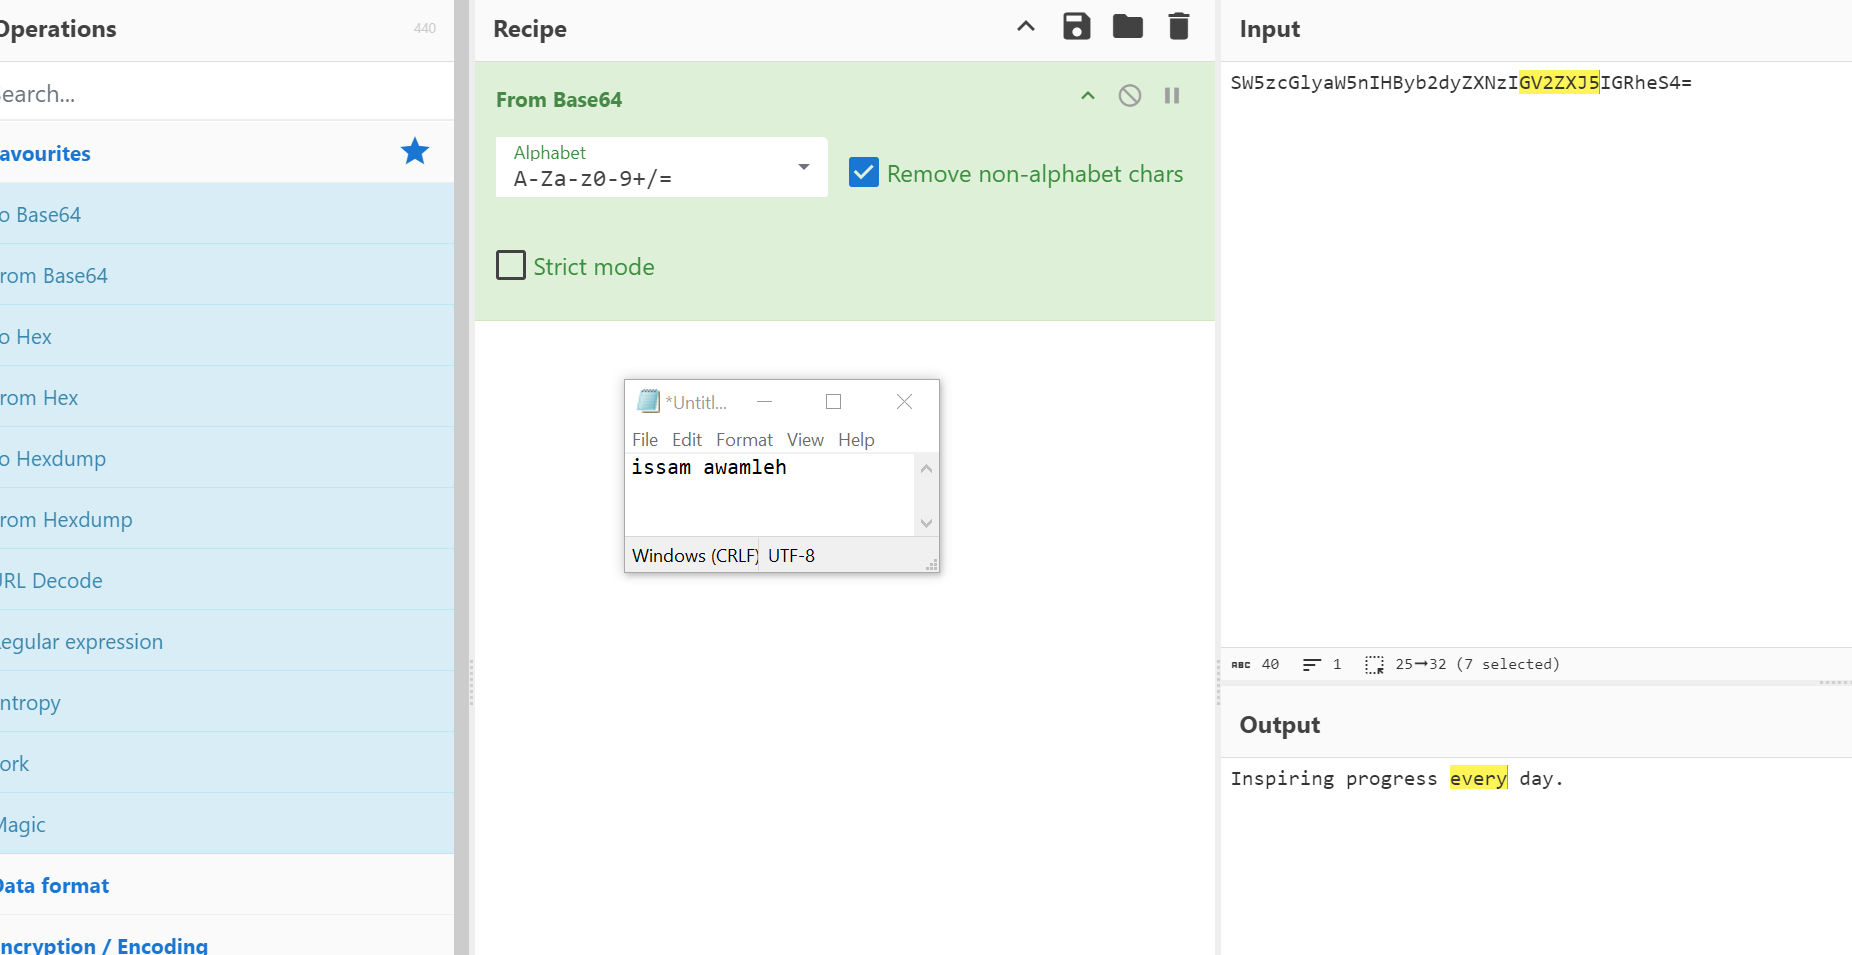 Operations
440
earch...
avourites
o Base64
rom Base64
o Hex
rom Hex
o Hexdump
rom Hexdump
RL Decode
egular expression
ntropy
ork
Magic
Data format
ncryption / Encoding
Recipe
From Base64
Alphabet
A-Za-z0-9+/=
Remove non-alphabet chars
Strict mode
*Untitl...
File Edit Format View Help
issam awamleh
Windows (CRLF) UTF-8
Input
SW5zcGlyaW5nIHByb2dyZXNzIGV2ZXJ5IGRheS4=
ABC 40 1 25→32 (7 selected)
Output
Inspiring progress every day.